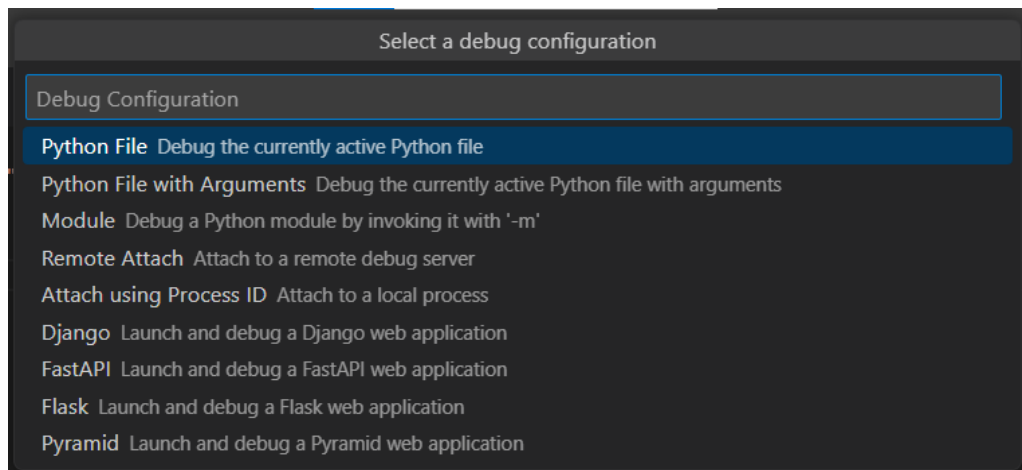 Select a debug configuration
Debug Configuration
Python File Debug the currently active Python file
Python File with Arguments Debug the currently active Python file with arguments
Module Debug a Python module by invoking it with '-m'
Remote Attach Attach to a remote debug server
Attach using Process ID Attach to a local process
Django Launch and debug a Django web application
FastAPI Launch and debug a FastAPI web application
Flask Launch and debug a Flask web application
Pyramid Launch and debug a Pyramid web application